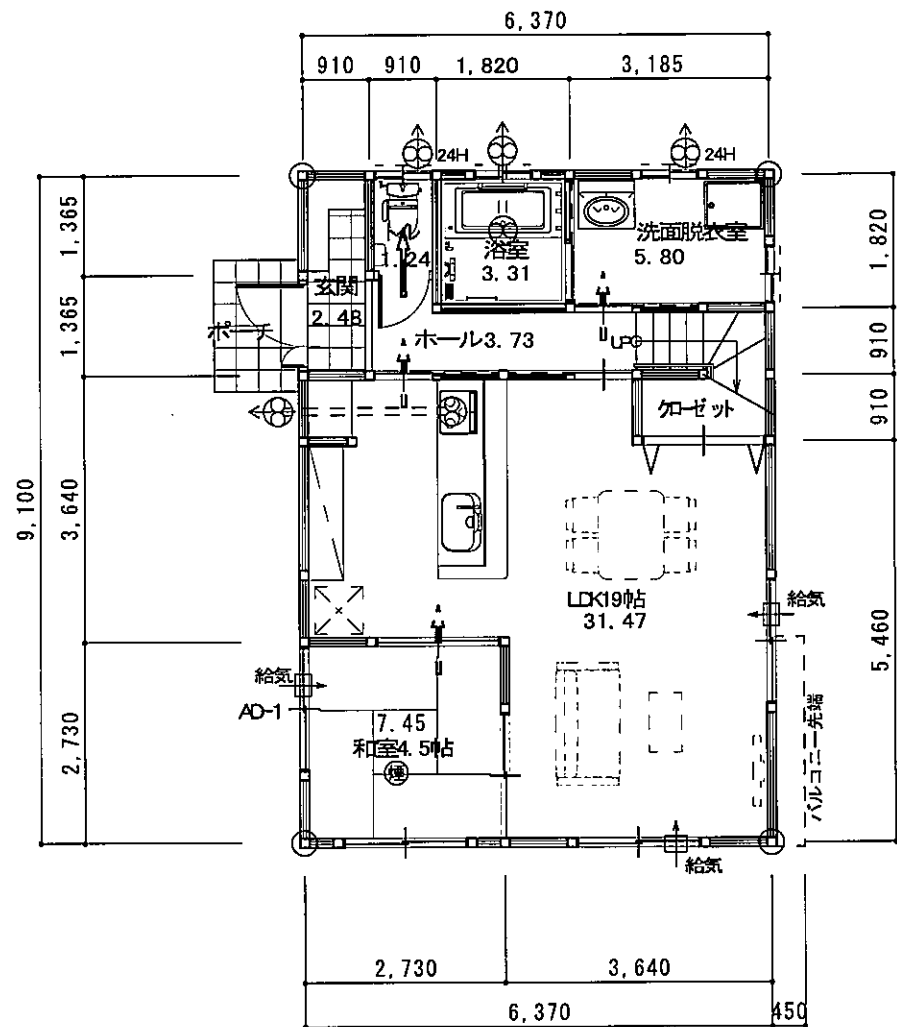 6,370
910
910
1,820
3,185
24H
24H
1,365
1,365
3,640
2,730
9,100
1,820
910
910
5,460
洗面脱衣室
5.80
浴室
3.31
1.24
玄関
2.48
ポーチ
ホール3.73
UP
クローゼット
LDK19帖
31.47
給気
給気
AD-1
7.45
和室4.5帖
煙
バルコニー先端
給気
2,730
3,640
6,370
450